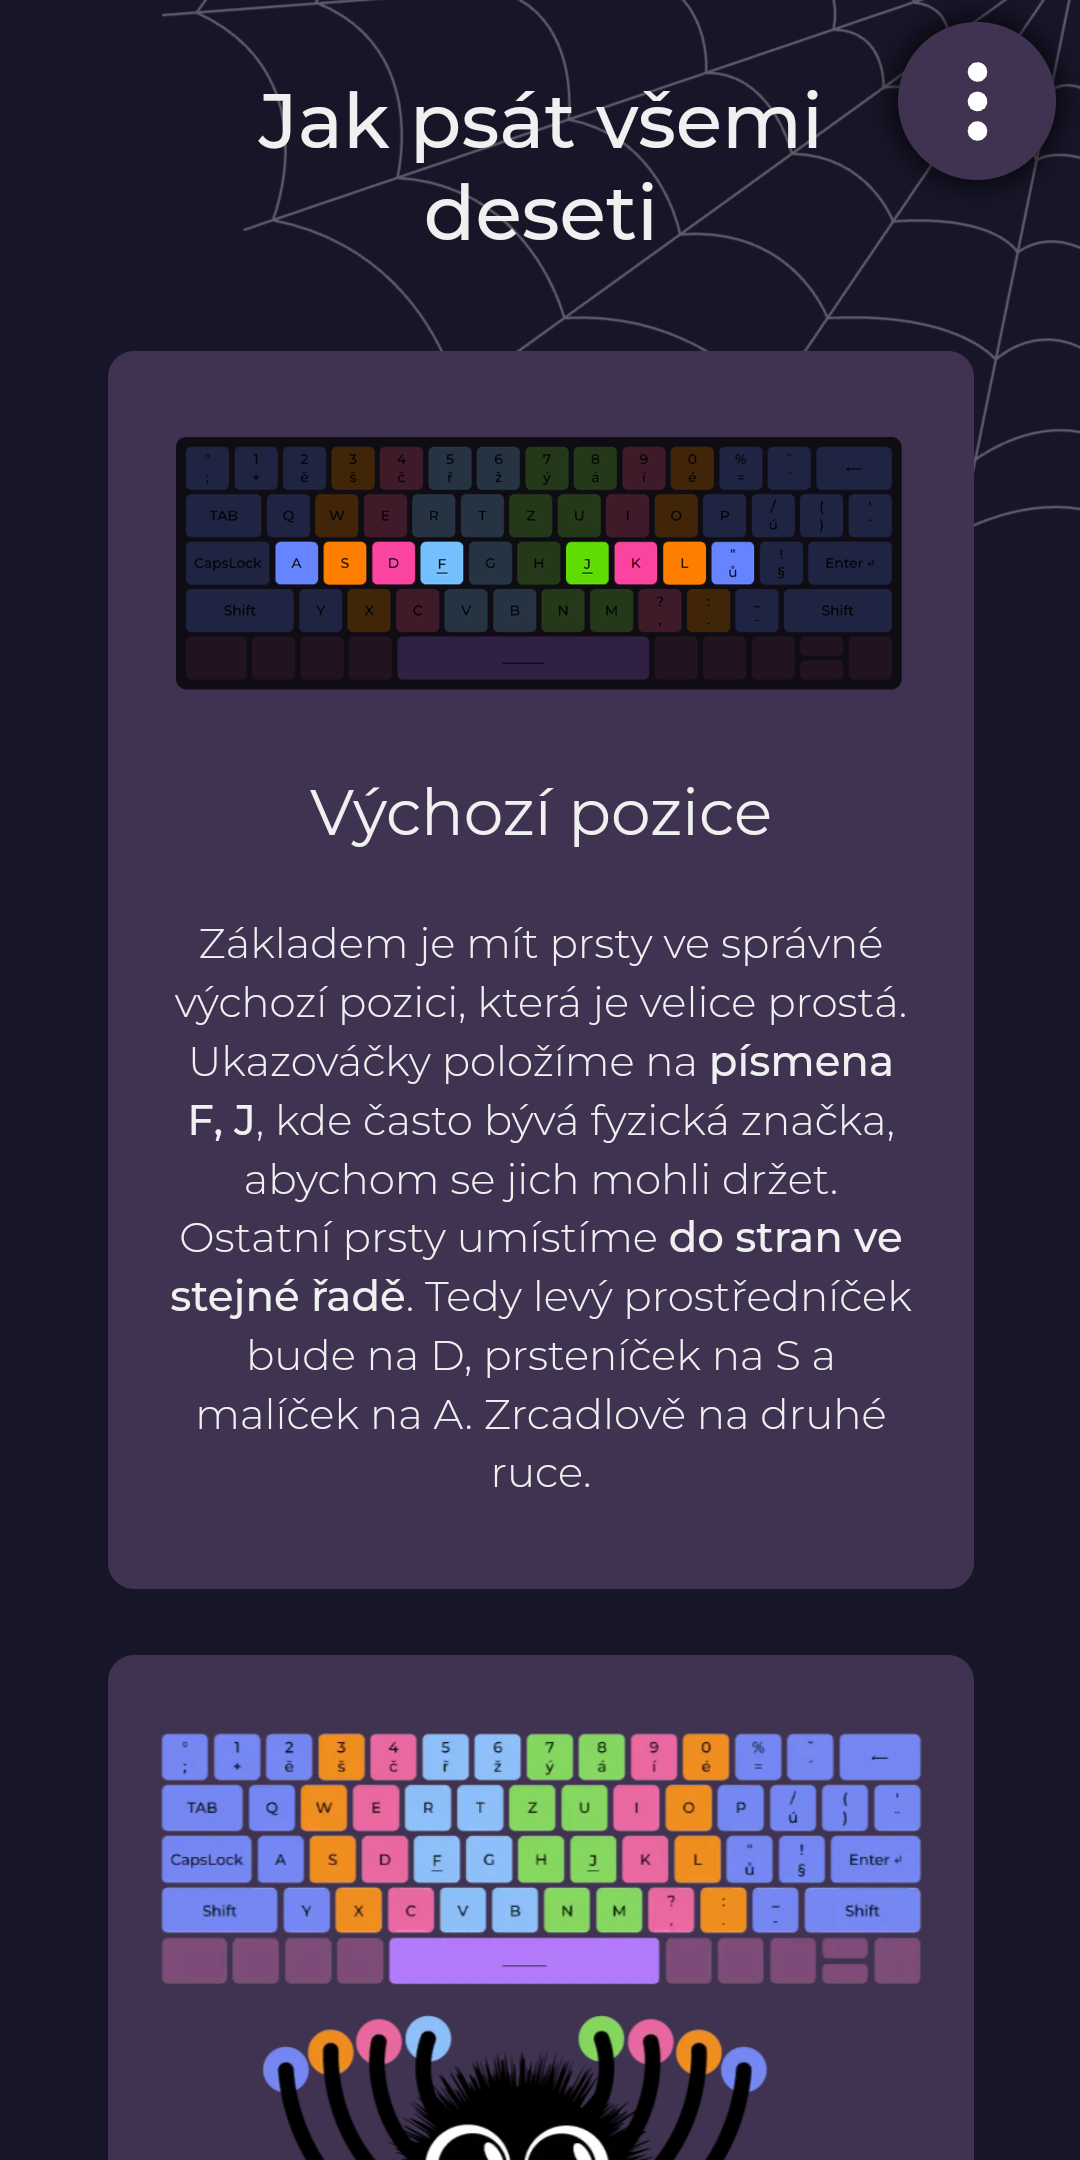 Jak psát všemi
deseti
° 1 2 3 4 5 6 7 8 9 0 % ˇ ←
; + ě š č ř ž ý á í é = ´
TAB Q W E R T Z U I O P / ( '
ú ) ¨
CapsLock A S D F G H J K L " ! Enter ↲
ů §
Shift Y X C V B N M ? : _ Shift
, . -
Výchozí pozice
Základem je mít prsty ve správné
výchozí pozici, která je velice prostá.
Ukazováčky položíme na písmena
F, J, kde často bývá fyzická značka,
abychom se jich mohli držet.
Ostatní prsty umístíme do stran ve
stejné řadě. Tedy levý prostředníček
bude na D, prsteníček na S a
malíček na A. Zrcadlově na druhé
ruce.
° 1 2 3 4 5 6 7 8 9 0 % ˇ ←
; + ě š č ř ž ý á í é = ´
TAB Q W E R T Z U I O P / ( '
ú ) ¨
CapsLock A S D F G H J K L " ! Enter ↲
ů §
Shift Y X C V B N M ? : _ Shift
, . -